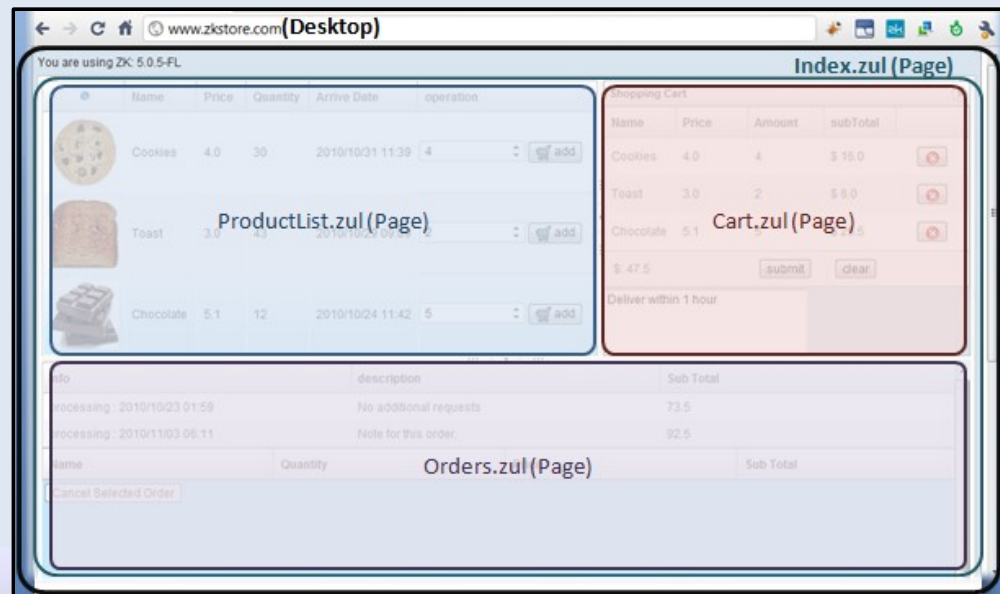 www.zkstore.com(Desktop)
You are using ZK: 5.0.5-FL
Index.zul (Page)
Name Price Quantity Arrive Date operation
Cookies 4.0 30 2010/10/31 11:39 4 add
ProductList.zul (Page)
Toast 3.0 43 add
Chocolate 5.1 12 2010/10/24 11:42 5 add
Shopping Cart
Name Price Amount subTotal
Cookies 4.0 4 $ 16.0
Toast 3.0 2 $ 6.0
Cart.zul (Page)
Chocolate 5.1
$: 47.5 submit clear
Deliver within 1 hour
info description Sub Total
processing : 2010/10/23 01:59 No additional requests 73.5
processing : 2010/11/03 06:11 Note for this order. 92.5
Name Quantity Sub Total
Orders.zul (Page)
Cancel Selected Order